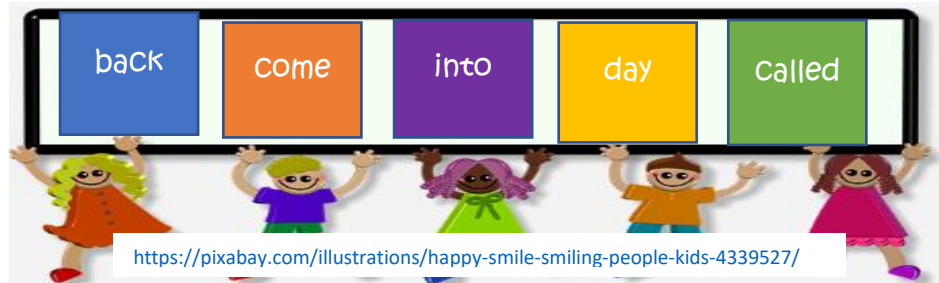 back come into day called
https://pixabay.com/illustrations/happy-smile-smiling-people-kids-4339527/